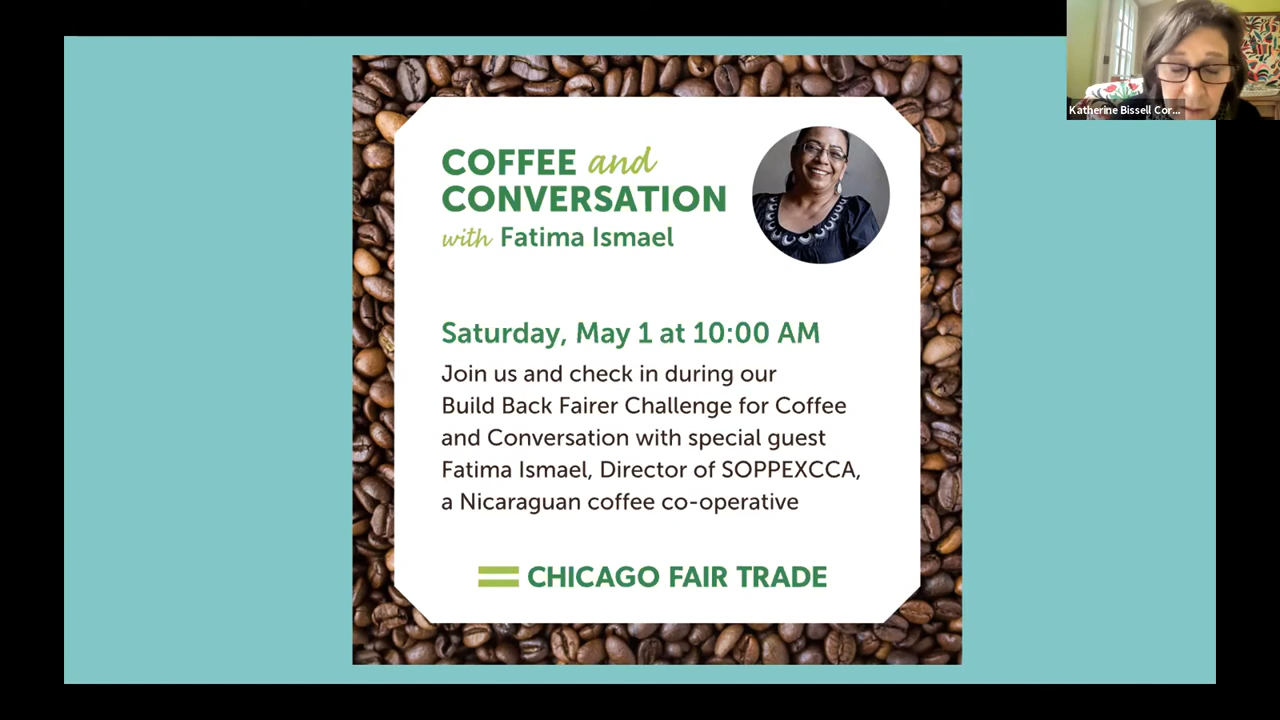 COFFEE and
CONVERSATION
with Fatima Ismael
Saturday, May 1 at 10:00 AM
Join us and check in during our
Build Back Fairer Challenge for Coffee
and Conversation with special guest
Fatima Ismael, Director of SOPPEXCCA,
a Nicaraguan coffee co-operative
CHICAGO FAIR TRADE
Katherine Bissell Cor...